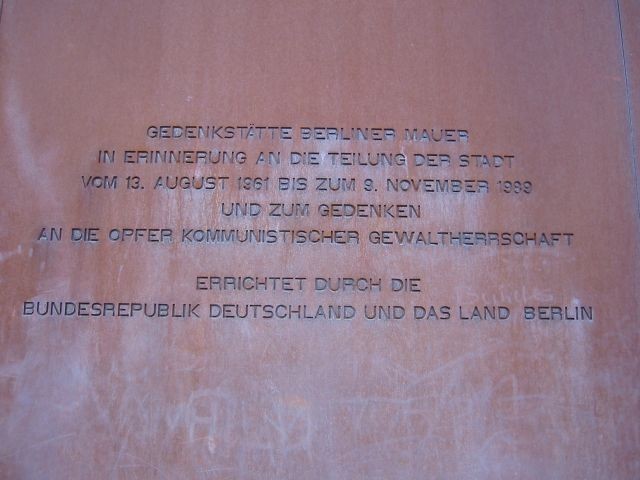 GEDENKSTÄTTE BERLINER MAUER
IN ERINNERUNG AN DIE TEILUNG DER STADT
VOM 13. AUGUST 1961 BIS ZUM 9. NOVEMBER 1989
UND ZUM GEDENKEN
AN DIE OPFER KOMMUNISTISCHER GEWALTHERRSCHAFT
ERRICHTET DURCH DIE
BUNDESREPUBLIK DEUTSCHLAND UND DAS LAND BERLIN